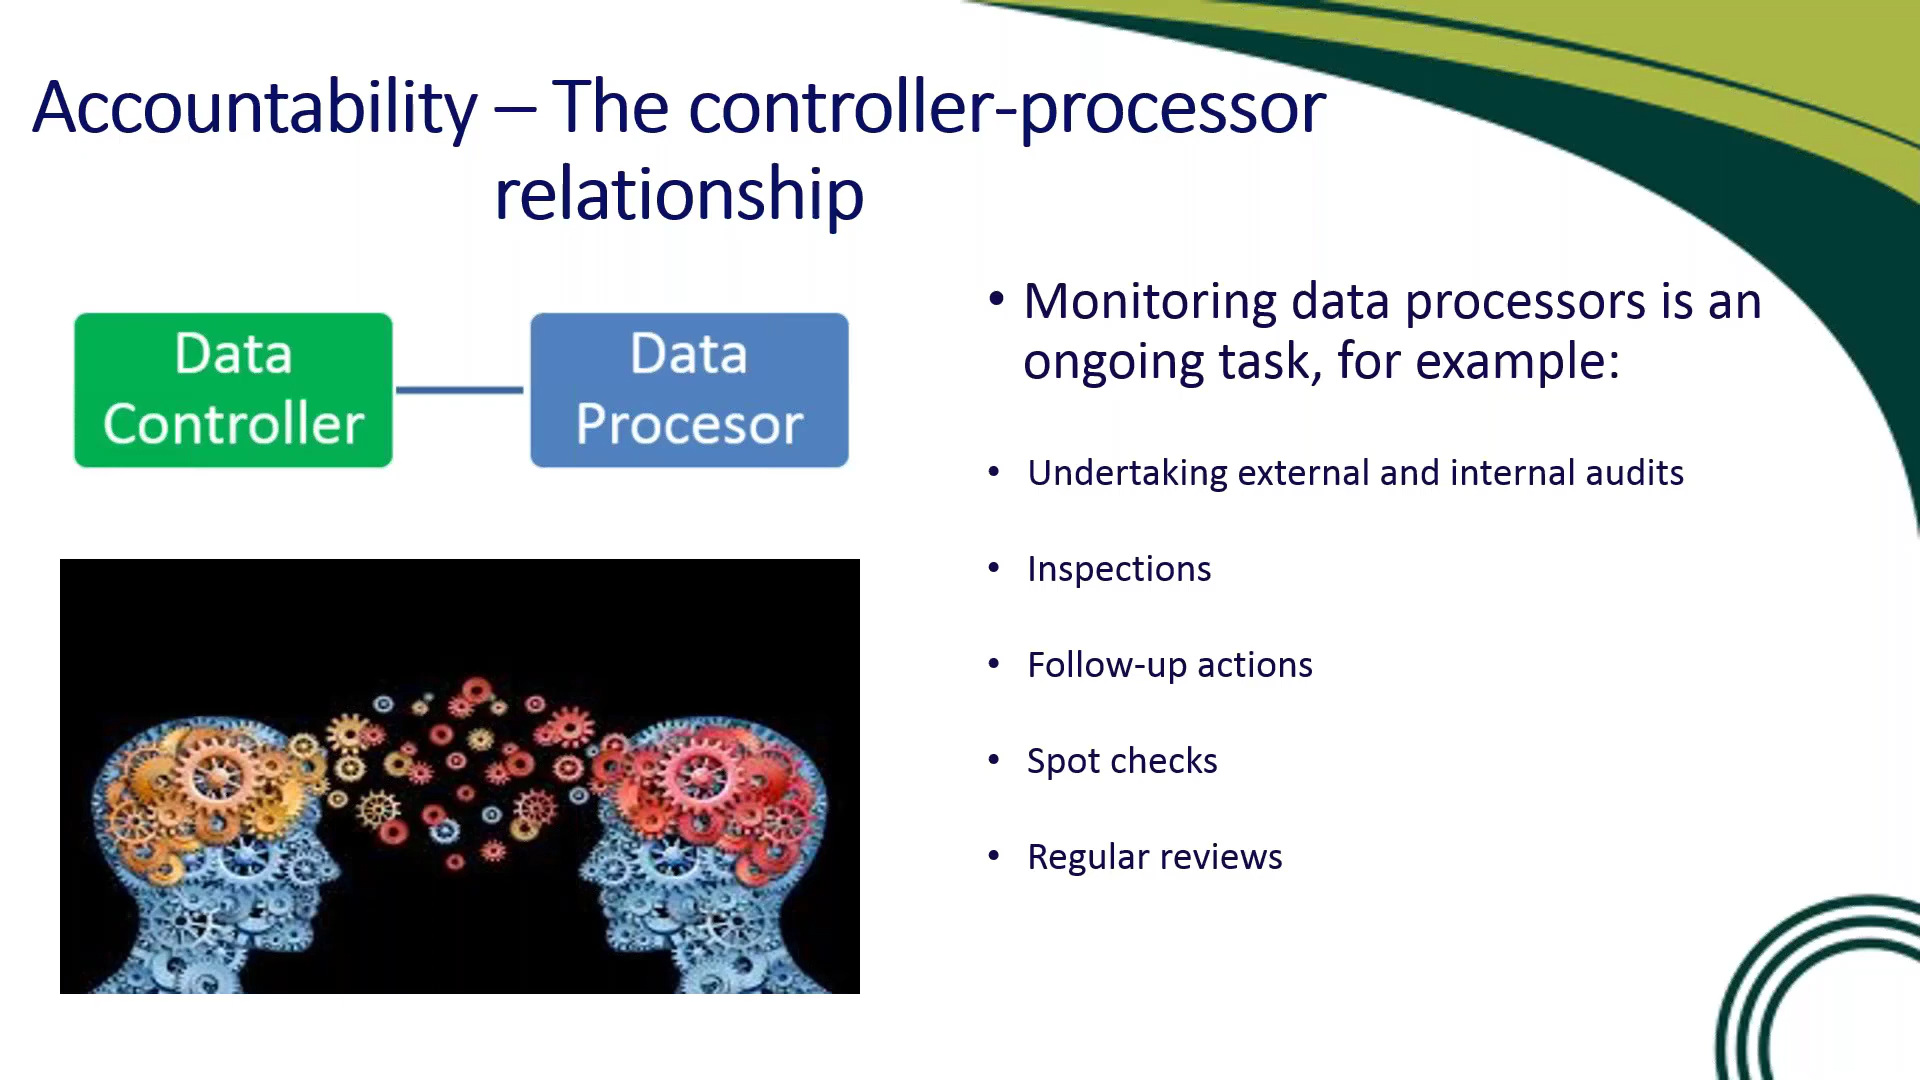 Accountability – The controller-processor
relationship
Data
Controller
Data
Procesor
• Monitoring data processors is an
ongoing task, for example:
• Undertaking external and internal audits
• Inspections
• Follow-up actions
• Spot checks
• Regular reviews